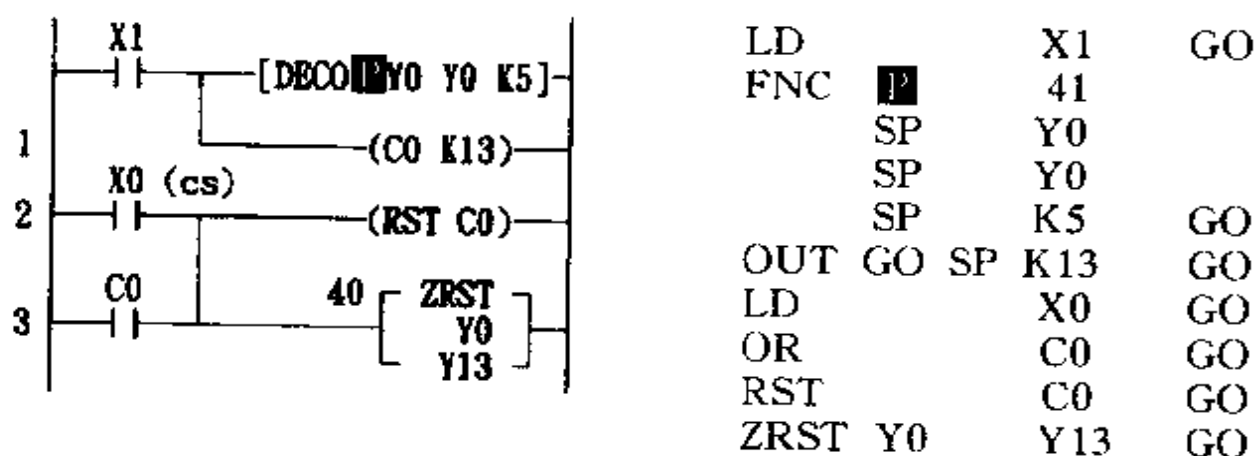 X1
[DECO P Y0 Y0 K5]
1
(C0 K13)
X0 (cs)
2
(RST C0)
C0
40 ZRST
3
Y0
Y13
LD X1 GO
FNC P 41
SP Y0
SP Y0
SP K5 GO
OUT GO SP K13 GO
LD X0 GO
OR C0 GO
RST C0 GO
ZRST Y0 Y13 GO